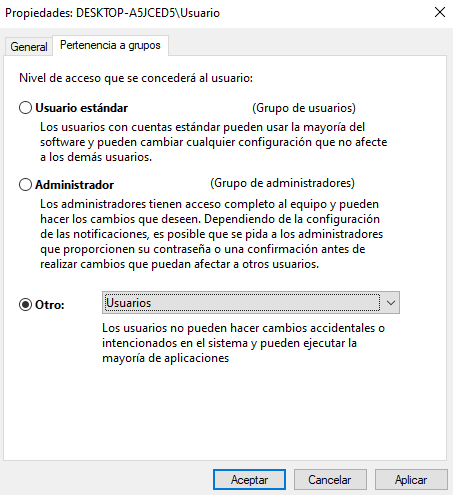 Propiedades: DESKTOP-A5JCED5\Usuario
General
Pertenencia a grupos
Nivel de acceso que se concederá al usuario:
Usuario estándar (Grupo de usuarios)
Los usuarios con cuentas estándar pueden usar la mayoría del
software y pueden cambiar cualquier configuración que no afecte
a los demás usuarios.
Administrador (Grupo de administradores)
Los administradores tienen acceso completo al equipo y pueden
hacer los cambios que deseen. Dependiendo de la configuración
de las notificaciones, es posible que se pida a los administradores
que proporcionen su contraseña o una confirmación antes de
realizar cambios que puedan afectar a otros usuarios.
Otro: Usuarios
Los usuarios no pueden hacer cambios accidentales o
intencionados en el sistema y pueden ejecutar la
mayoría de aplicaciones
Aceptar
Cancelar
Aplicar